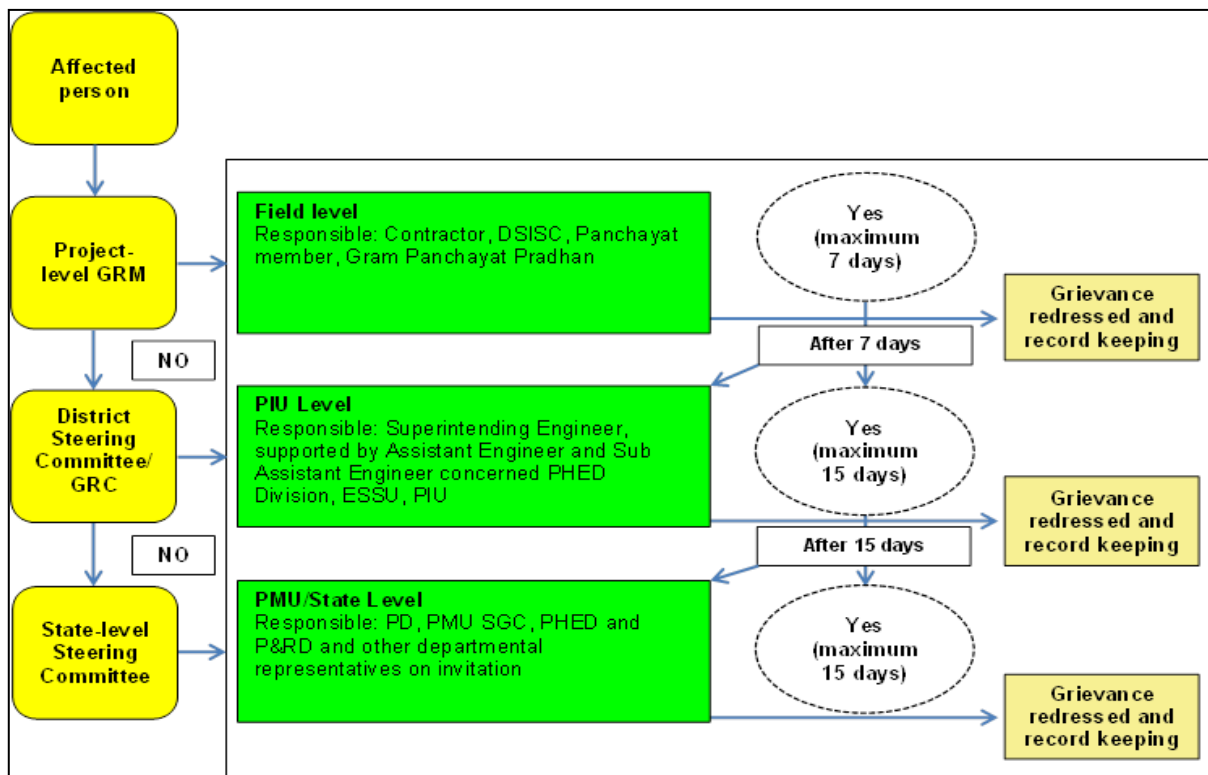 Affected
person
Project-
level GRM
Field level
Responsible: Contractor, DSISC, Panchayat
member, Gram Panchayat Pradhan
Yes
(maximum
7 days)
Grievance
redressed and
record keeping
NO
After 7 days
District
Steering
Committee/
GRC
PIU Level
Responsible: Superintending Engineer,
supported by Assistant Engineer and Sub
Assistant Engineer concerned PHED
Division, ESSU, PIU
Yes
(maximum
15 days)
Grievance
redressed and
record keeping
NO
After 15 days
State-level
Steering
Committee
PMU/State Level
Responsible: PD, PMU SGC, PHED and
P&RD and other departmental
representatives on invitation
Yes
(maximum
15 days)
Grievance
redressed and
record keeping